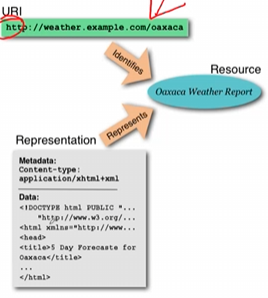 URI
http://weather.example.com/oaxaca
Identifies
Resource
Oaxaca Weather Report
Represents
Representation
Metadata:
Content-type:
application/xhtml+xml
Data:
<!DOCTYPE html PUBLIC "...
"http://www.w3.org/...
<html xmlns="http://www...
<head>
<title>5 Day Forecaste for
Oaxaca</title>
...
</html>